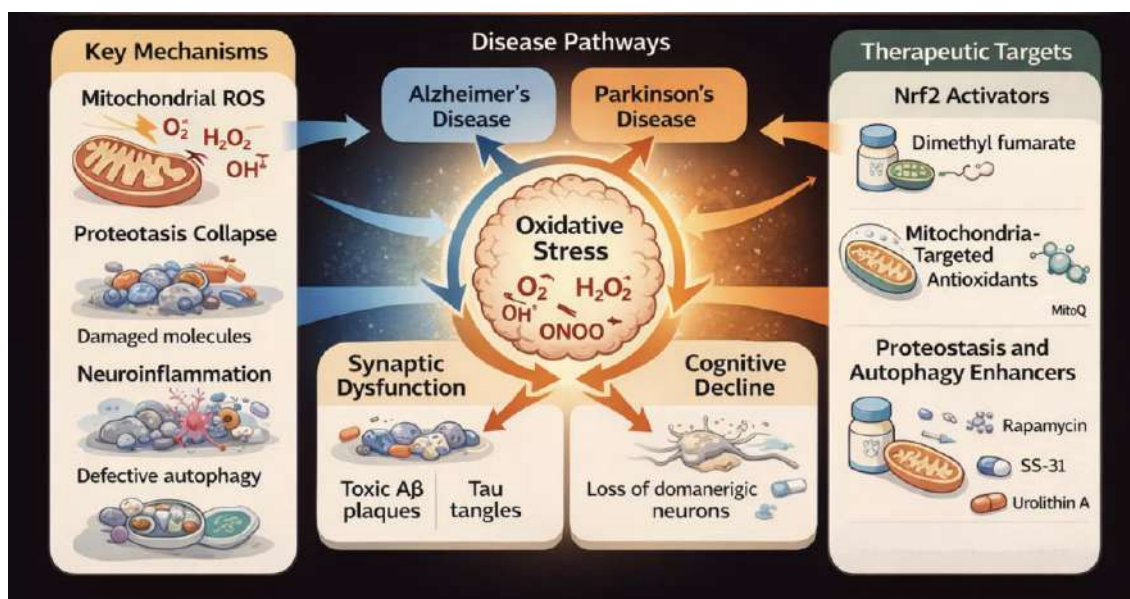 Key Mechanisms
Mitochondrial ROS
O₂⁻
H₂O₂
OH
Proteotasis Collapse
Damaged molecules
Neuroinflammation
Defective autophagy
Disease Pathways
Alzheimer's
Disease
Parkinson's
Disease
Oxidative
Stress
O₂⁻
H₂O₂
OH
ONOO
Synaptic
Dysfunction
Toxic Aβ
plaques
Tau
tangles
Cognitive
Decline
Loss of domanerigic
neurons
Therapeutic Targets
Nrf2 Activators
Dimethyl fumarate
Mitochondria-
Targeted
Antioxidants
MitoQ
Proteostasis and
Autophagy Enhancers
Rapamycin
SS-31
Urolithin A